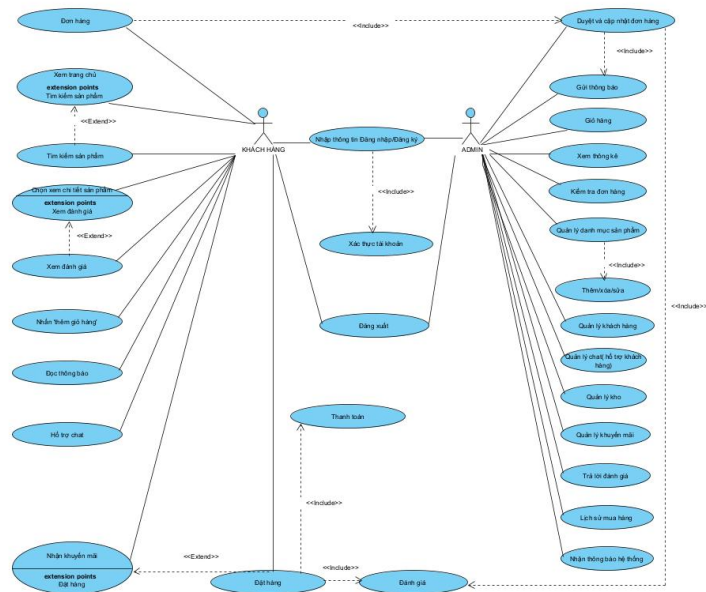 Đơn hàng
<<Include>>
Duyệt và cập nhật đơn hàng
<<Include>>
Xem trang chủ
extension points
Tìm kiếm sản phẩm
Gửi thông báo
<<Extend>>
Giỏ hàng
KHÁCH HÀNG
Nhập thông tin Đăng nhập/Đăng ký
ADMIN
Tìm kiếm sản phẩm
Xem thống kê
Chọn xem chi tiết sản phẩm
extension points
Xem đánh giá
<<Include>>
Kiểm tra đơn hàng
<<Extend>>
Xác thực tài khoản
Quản lý danh mục sản phẩm
Xem đánh giá
<<Include>>
Thêm/xóa/sửa
<<Include>>
Nhấn 'thêm giỏ hàng'
Đăng xuất
Quản lý khách hàng
Quản lý chat( hỗ trợ khách
hàng)
Đọc thông báo
Quản lý kho
Thanh toán
Hỗ trợ chat
Quản lý khuyến mãi
Trả lời đánh giá
<<Include>>
Lịch sử mua hàng
Nhận khuyến mãi
extension points
Đặt hàng
<<Extend>>
Nhận thông báo hệ thống
Đặt hàng
<<Include>>
Đánh giá